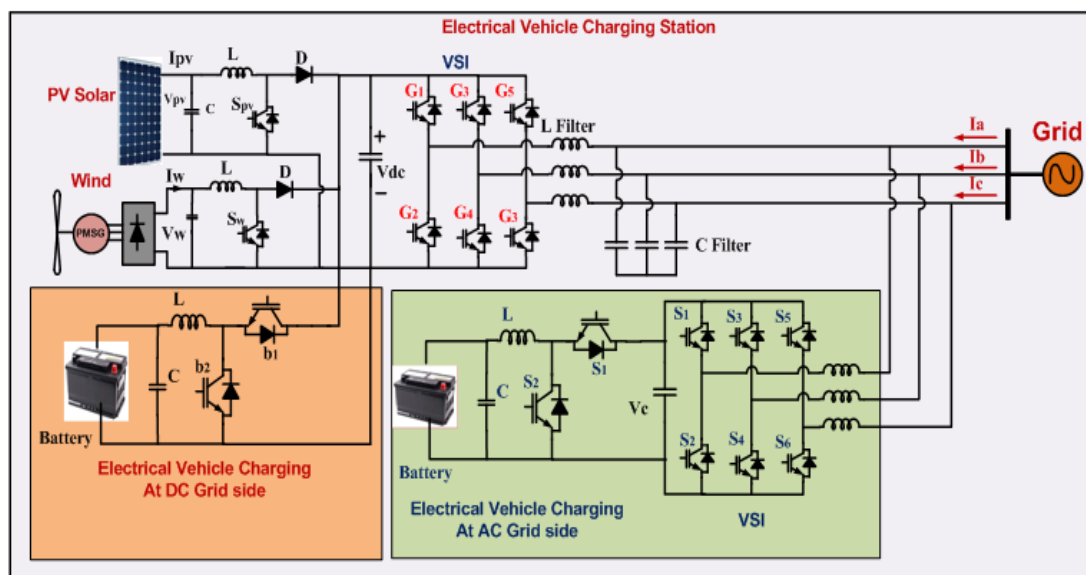 Electrical Vehicle Charging Station
Ipv
L
D
VSI
PV Solar
Vpv
C
Spv
G1
G3
G5
L Filter
Ia
Grid
Ib
Ic
+
Vdc
−
Wind
Iw
L
D
PMSG
Vw
Sw
G2
G4
G3
C Filter
L
b1
C
b2
Battery
Electrical Vehicle Charging
At DC Grid side
L
S1
S2
C
Vc
S1
S3
S5
S2
S4
S6
Battery
Electrical Vehicle Charging
At AC Grid side
VSI